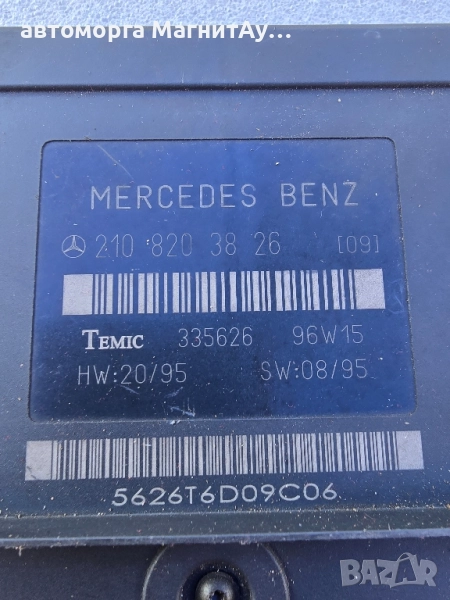 автоморга МагнитАу...
MERCEDES BENZ
210 820 38 26 [09]
TEMIC 335626 96W15
HW:20/95 SW:08/95
5626T6D09C06
BAZAR